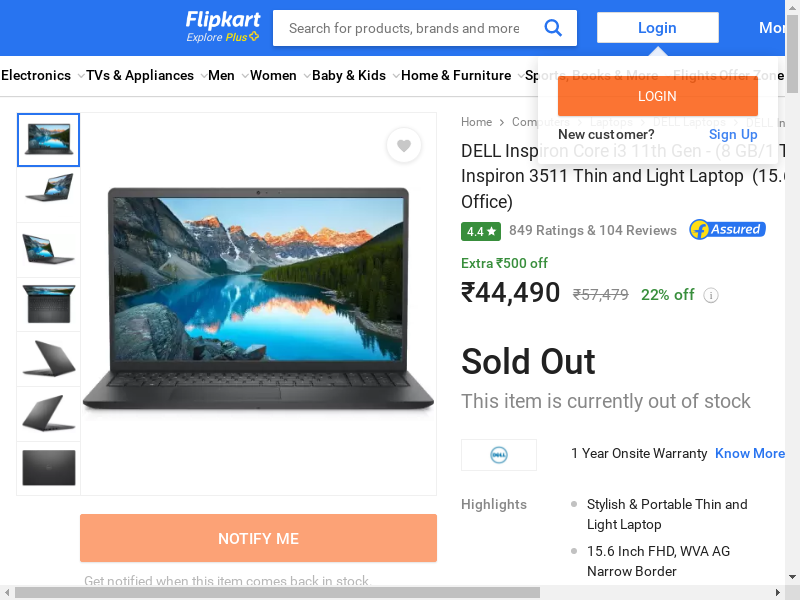 Flipkart
Explore Plus
Search for products, brands and more
Login
Mor
Electronics
TVs & Appliances
Men
Women
Baby & Kids
Home & Furniture
Sports, Books & More
Flights
Offer Zone
LOGIN
New customer?
Sign Up
Home
Computers
Laptops
DELL Laptops
DELL In
DELL Inspiron Core i3 11th Gen - (8 GB/1 T
Inspiron 3511 Thin and Light Laptop (15.6
Office)
4.4 ★
849 Ratings & 104 Reviews
Assured
Extra ₹500 off
₹44,490
₹57,479
22% off
i
Sold Out
This item is currently out of stock
DELL
1 Year Onsite Warranty
Know More
Highlights
Stylish & Portable Thin and
Light Laptop
15.6 Inch FHD, WVA AG
Narrow Border
NOTIFY ME
Get notified when this item comes back in stock.